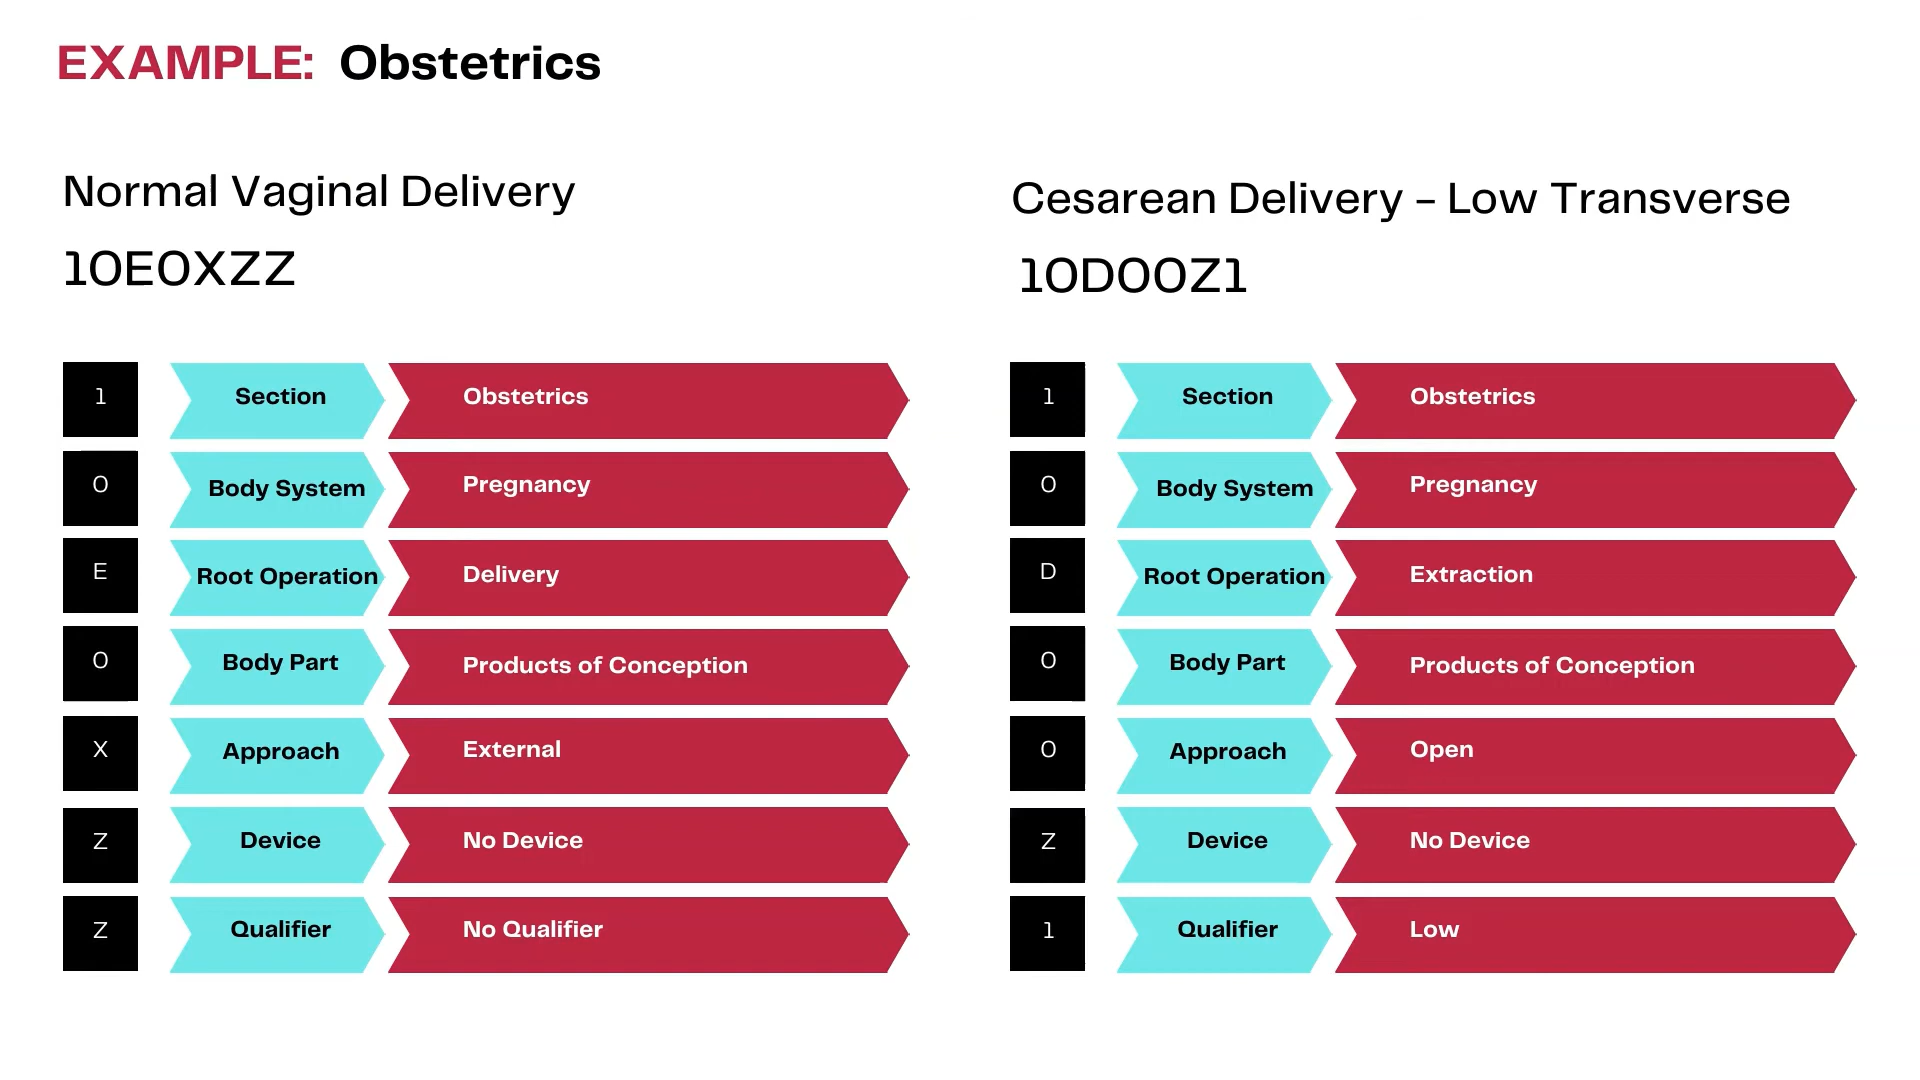 EXAMPLE: Obstetrics
Normal Vaginal Delivery
10E0XZZ
1 Section Obstetrics
0 Body System Pregnancy
E Root Operation Delivery
0 Body Part Products of Conception
X Approach External
Z Device No Device
Z Qualifier No Qualifier
Cesarean Delivery – Low Transverse
10D00Z1
1 Section Obstetrics
0 Body System Pregnancy
D Root Operation Extraction
0 Body Part Products of Conception
0 Approach Open
Z Device No Device
1 Qualifier Low